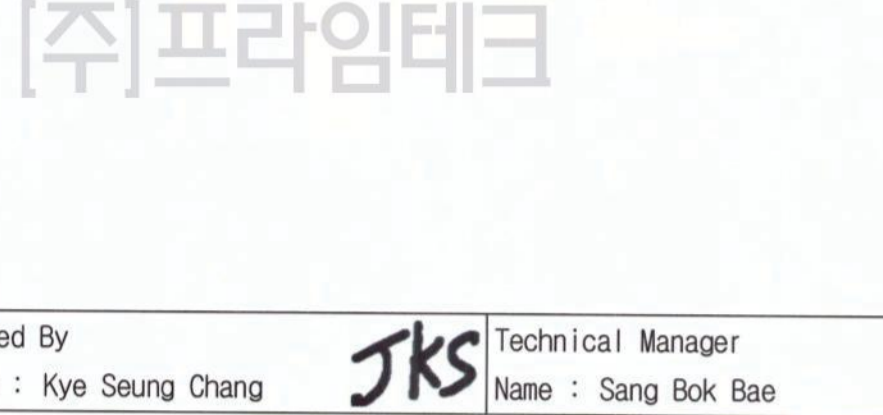 [주]프라임테크
ed By
JKS
Technical Manager
: Kye Seung Chang
Name : Sang Bok Bae